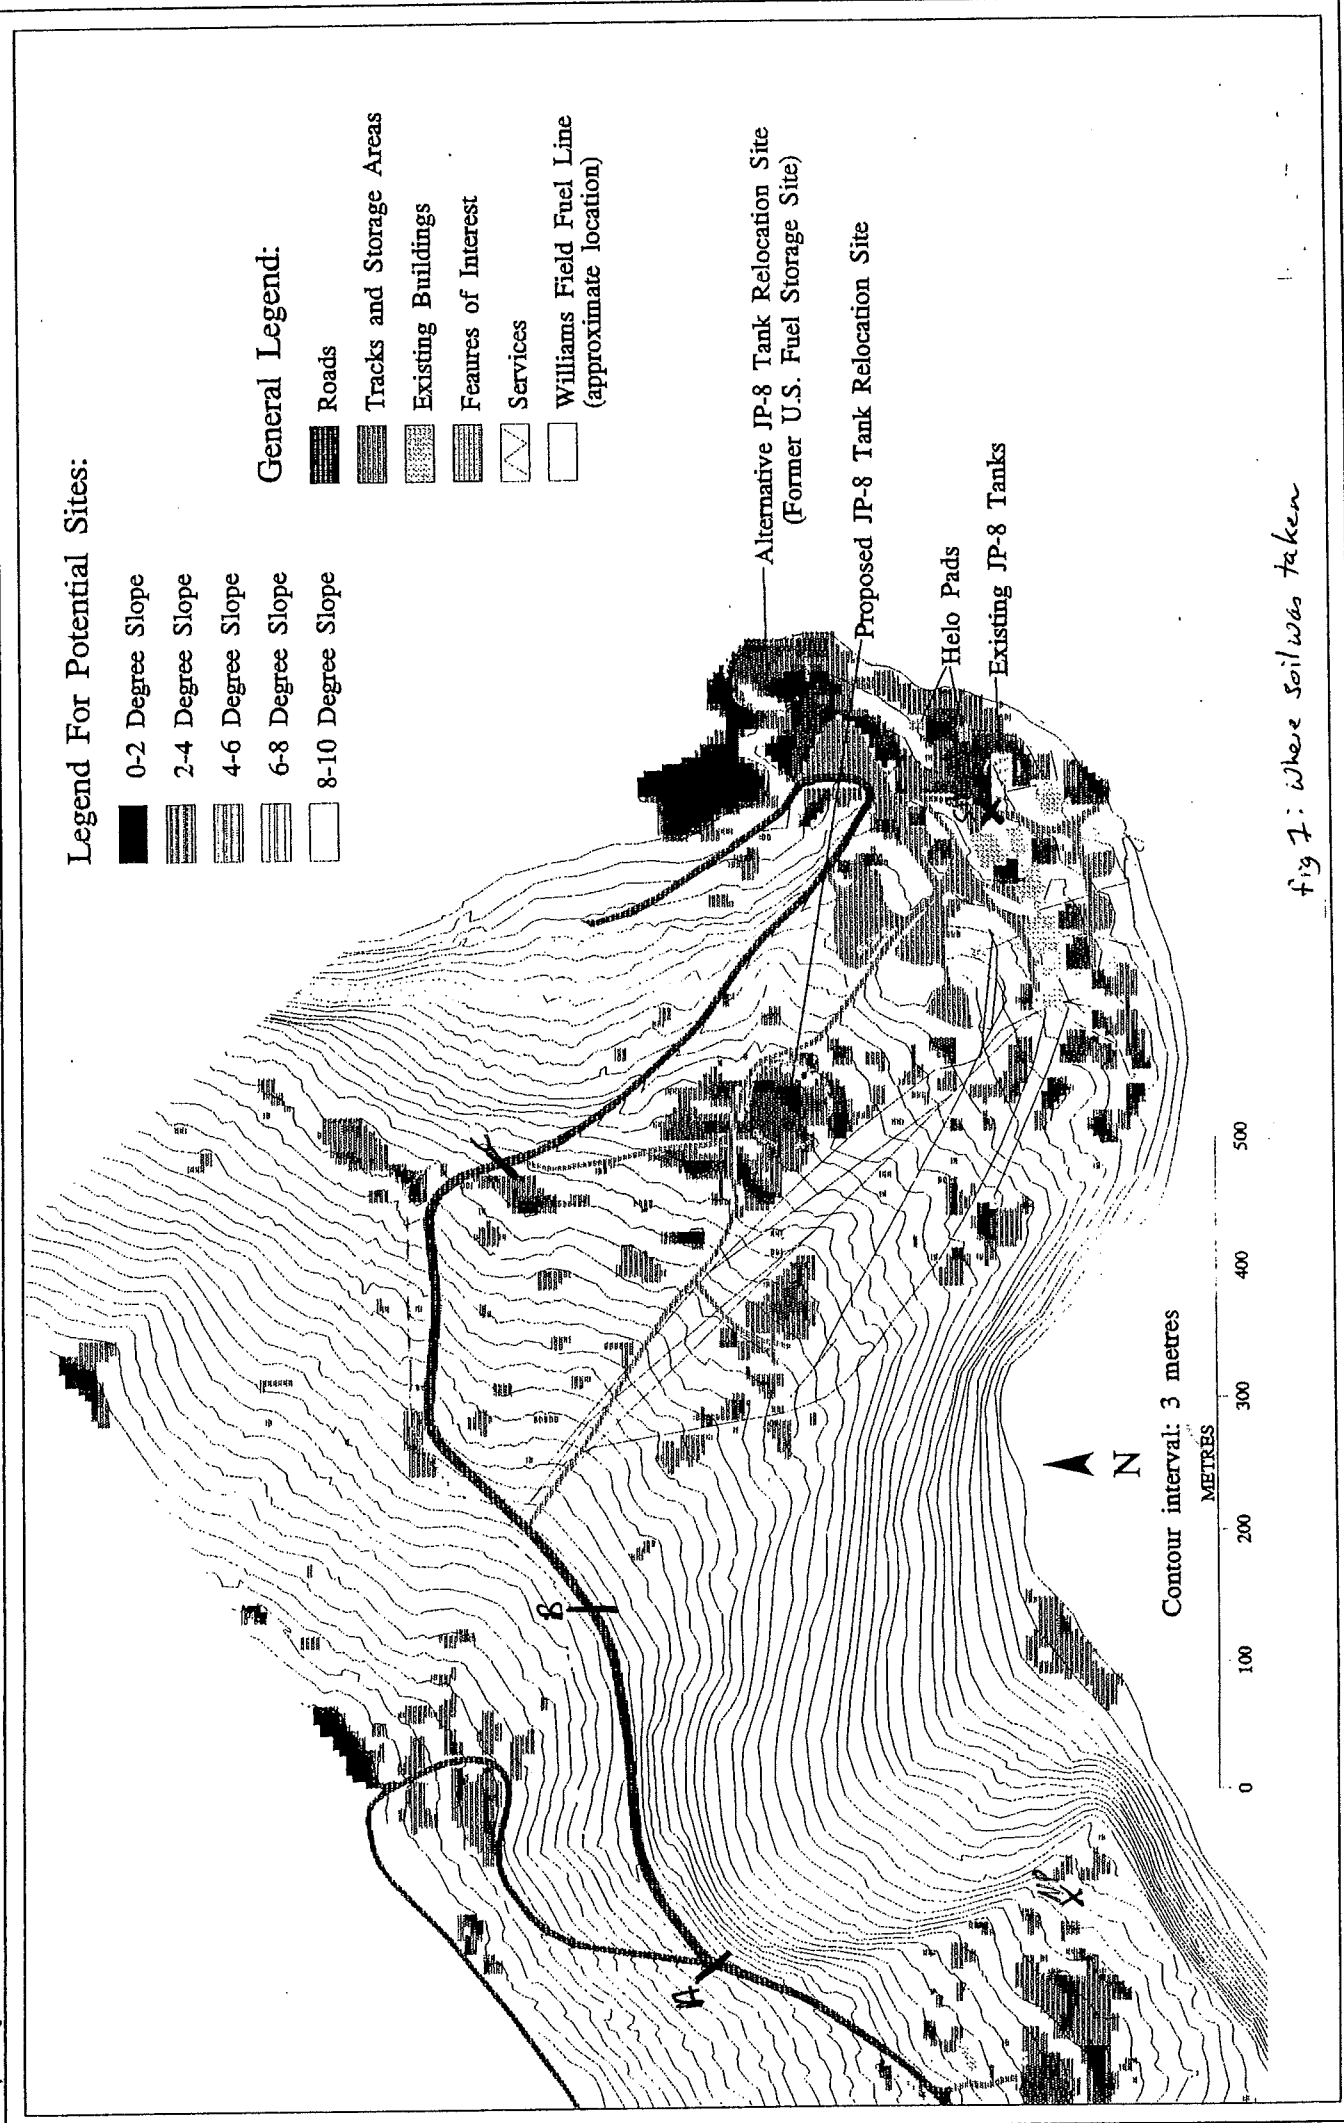 Legend For Potential Sites:
0-2 Degree Slope
2-4 Degree Slope
4-6 Degree Slope
6-8 Degree Slope
8-10 Degree Slope
General Legend:
Roads
Tracks and Storage Areas
Existing Buildings
Feaures of Interest
Services
Williams Field Fuel Line
(approximate location)
Alternative JP-8 Tank Relocation Site
(Former U.S. Fuel Storage Site)
Proposed JP-8 Tank Relocation Site
Helo Pads
Existing JP-8 Tanks
Y
B
A
NP
X
X
N
Contour interval: 3 metres
METRES
0
100
200
300
400
500
fig 7: Where soil was taken